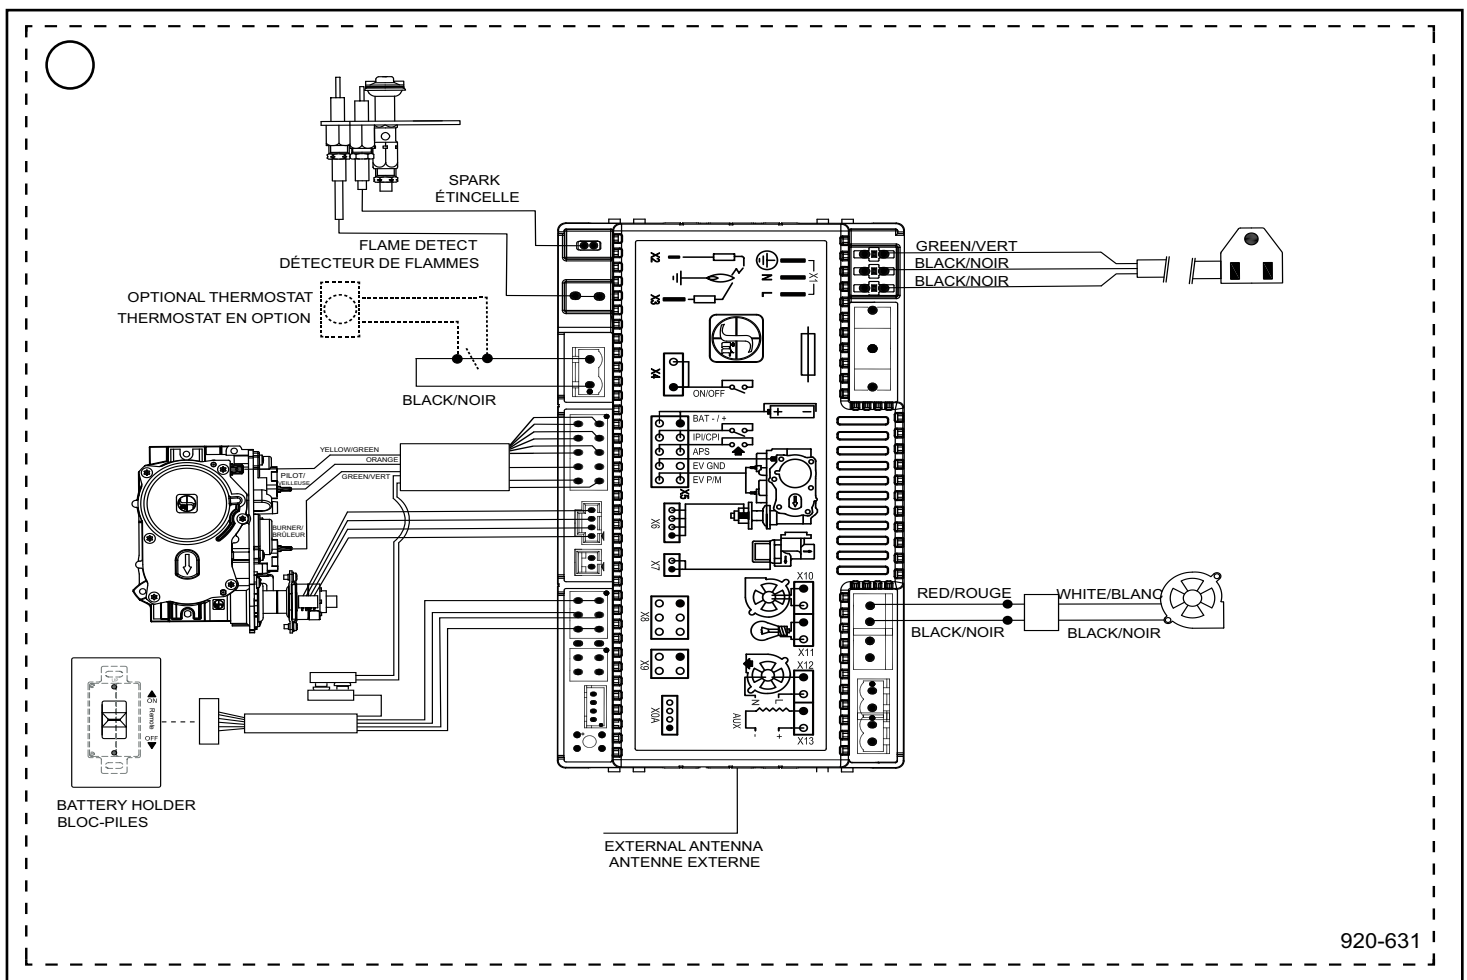 SPARK
ÉTINCELLE
FLAME DETECT
DÉTECTEUR DE FLAMMES
OPTIONAL THERMOSTAT
THERMOSTAT EN OPTION
BLACK/NOIR
YELLOW/GREEN
ORANGE
GREEN/VERT
PILOT/
VEILLEUSE
BURNER/
BRÛLEUR
ON
Remote
OFF
BATTERY HOLDER
BLOC-PILES
X2
X3
N
L
X1
X4
ON/OFF
BAT - / +
IPI/CPI
APS
EV GND
EV P/M
X5
X6
X7
X8
X9
X0A
X10
X11
X12
N
L
AUX
- +
X13
GREEN/VERT
BLACK/NOIR
BLACK/NOIR
RED/ROUGE
WHITE/BLANC
BLACK/NOIR
BLACK/NOIR
EXTERNAL ANTENNA
ANTENNE EXTERNE
920-631